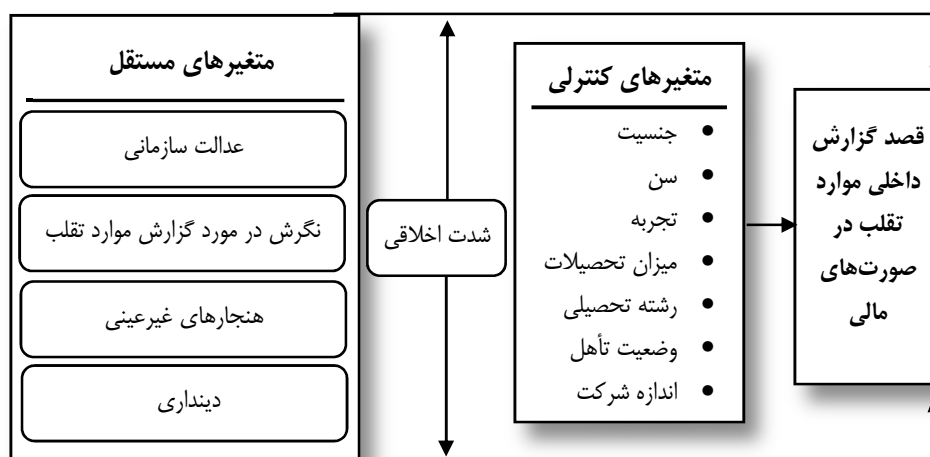 متغیرهای مستقل
عدالت سازمانی
نگرش در مورد گزارش موارد تقلب
هنجارهای غیرعینی
دینداری
شدت اخلاقی
متغیرهای کنترلی
• جنسیت
• سن
• تجربه
• میزان تحصیلات
• رشته تحصیلی
• وضعیت تأهل
• اندازه شرکت
قصد گزارش
داخلی موارد
تقلب در
صورت‌های
مالی